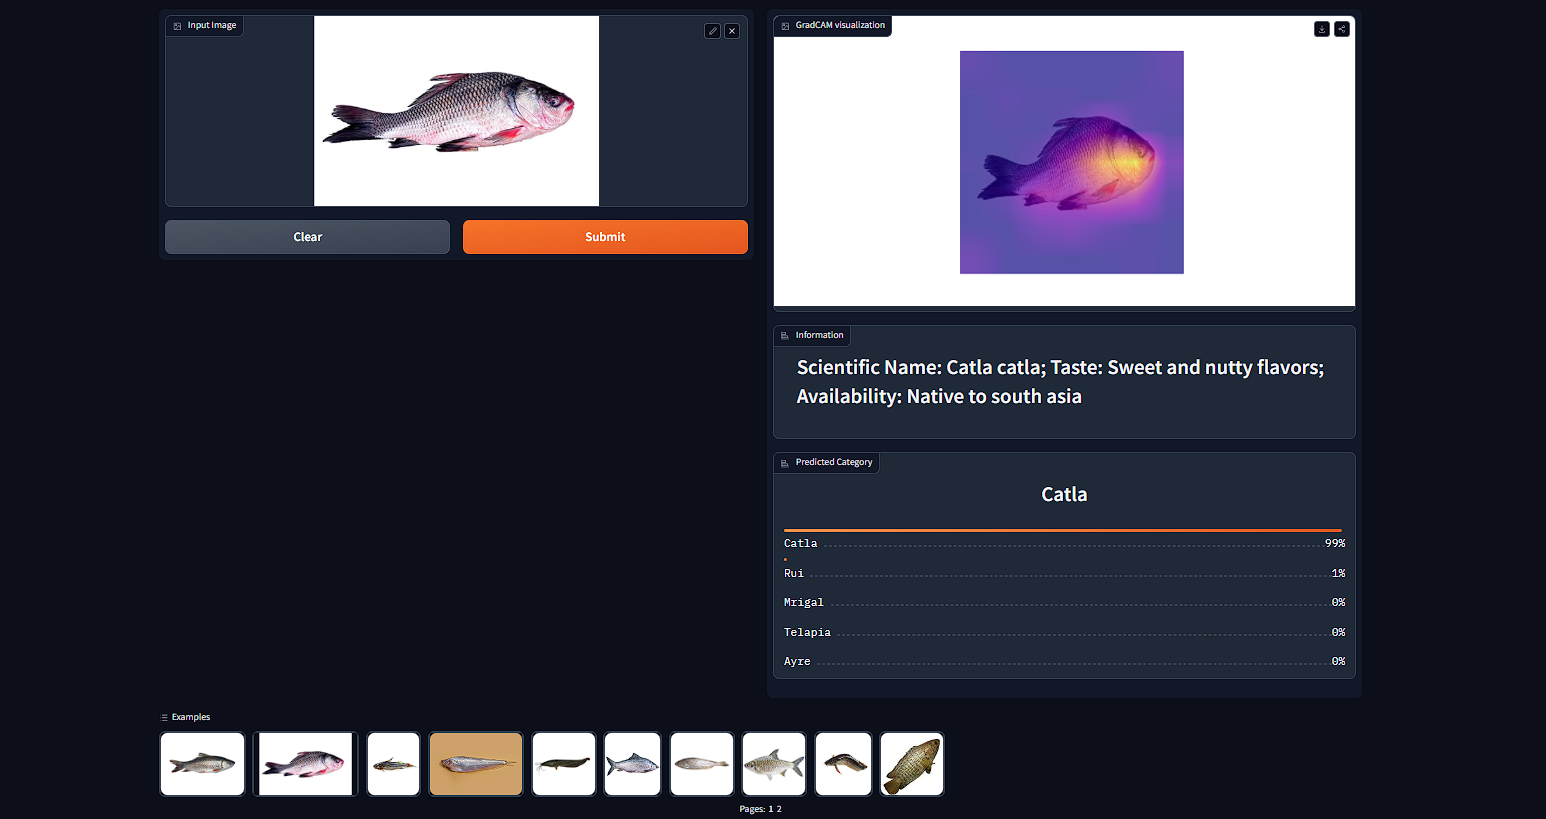 Input Image
Clear
Submit
GradCAM visualization
Information
Scientific Name: Catla catla; Taste: Sweet and nutty flavors;
Availability: Native to south asia
Predicted Category
Catla
Catla 99%
Rui 1%
Mrigal 0%
Telapia 0%
Ayre 0%
Examples
Pages: 1 2